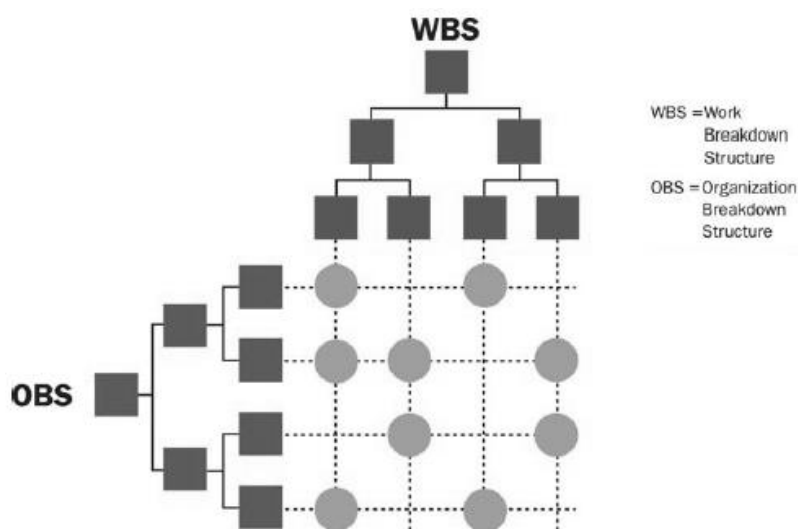 WBS
WBS =Work
Breakdown
Structure
OBS =Organization
Breakdown
Structure
OBS